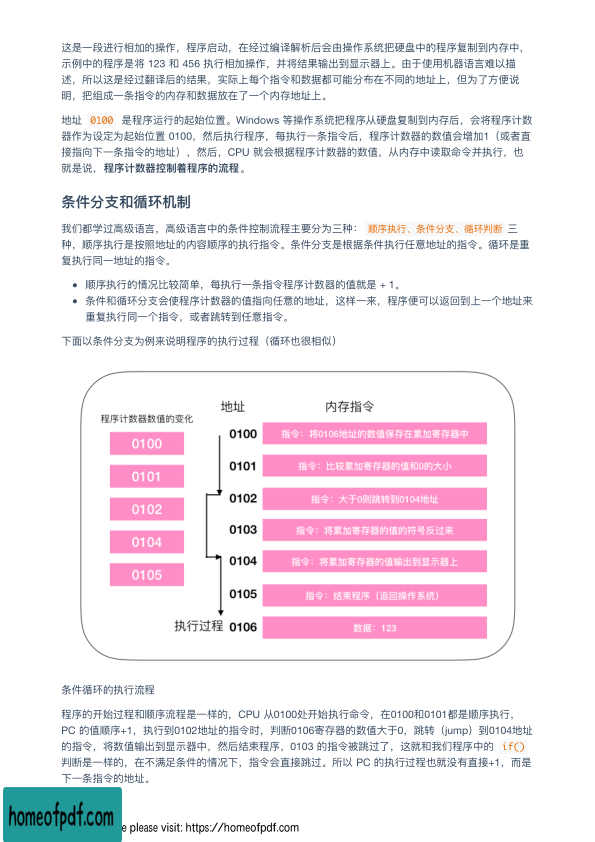 这是一段进行相加的操作，程序启动，在经过编译解析后会由操作系统把硬盘中的程序复制到内存中，
示例中的程序是将 123 和 456 执行相加操作，并将结果输出到显示器上。由于使用机器语言难以描
述，所以这是经过翻译后的结果，实际上每个指令和数据都可能分布在不同的地址上，但为了方便说
明，把组成一条指令的内存和数据放在了一个内存地址上。
地址 0100 是程序运行的起始位置。Windows 等操作系统把程序从硬盘复制到内存后，会将程序计数
器作为设定为起始位置 0100，然后执行程序，每执行一条指令后，程序计数器的数值会增加1（或者直
接指向下一条指令的地址），然后，CPU 就会根据程序计数器的数值，从内存中读取命令并执行，也
就是说，程序计数器控制着程序的流程。
条件分支和循环机制
我们都学过高级语言，高级语言中的条件控制流程主要分为三种： 顺序执行、条件分支、循环判断 三
种，顺序执行是按照地址的内容顺序的执行指令。条件分支是根据条件执行任意地址的指令。循环是重
复执行同一地址的指令。
顺序执行的情况比较简单，每执行一条指令程序计数器的值就是 + 1。
条件和循环分支会使程序计数器的值指向任意的地址，这样一来，程序便可以返回到上一个地址来
重复执行同一个指令，或者跳转到任意指令。
下面以条件分支为例来说明程序的执行过程（循环也很相似）
地址 内存指令
程序计数器数值的变化
0100 0100 指令：将0106地址的数值保存在累加寄存器中
0101 0101 指令：比较累加寄存器的值和0的大小
0102 0102 指令：大于0则跳转到0104地址
0104 0103 指令：将累加寄存器的值的符号反过来
0105 0104 指令：将累加寄存器的值输出到显示器上
0105 指令：结束程序（返回操作系统）
执行过程 0106 数据：123
条件循环的执行流程
程序的开始过程和顺序流程是一样的，CPU 从0100处开始执行命令，在0100和0101都是顺序执行，
PC 的值顺序+1，执行到0102地址的指令时，判断0106寄存器的数值大于0，跳转（jump）到0104地址
的指令，将数值输出到显示器中，然后结束程序，0103 的指令被跳过了，这就和我们程序中的 if()
判断是一样的，在不满足条件的情况下，指令会直接跳过。所以 PC 的执行过程也就没有直接+1，而是
下一条指令的地址。
homeofpdf.com
please visit: https://homeofpdf.com